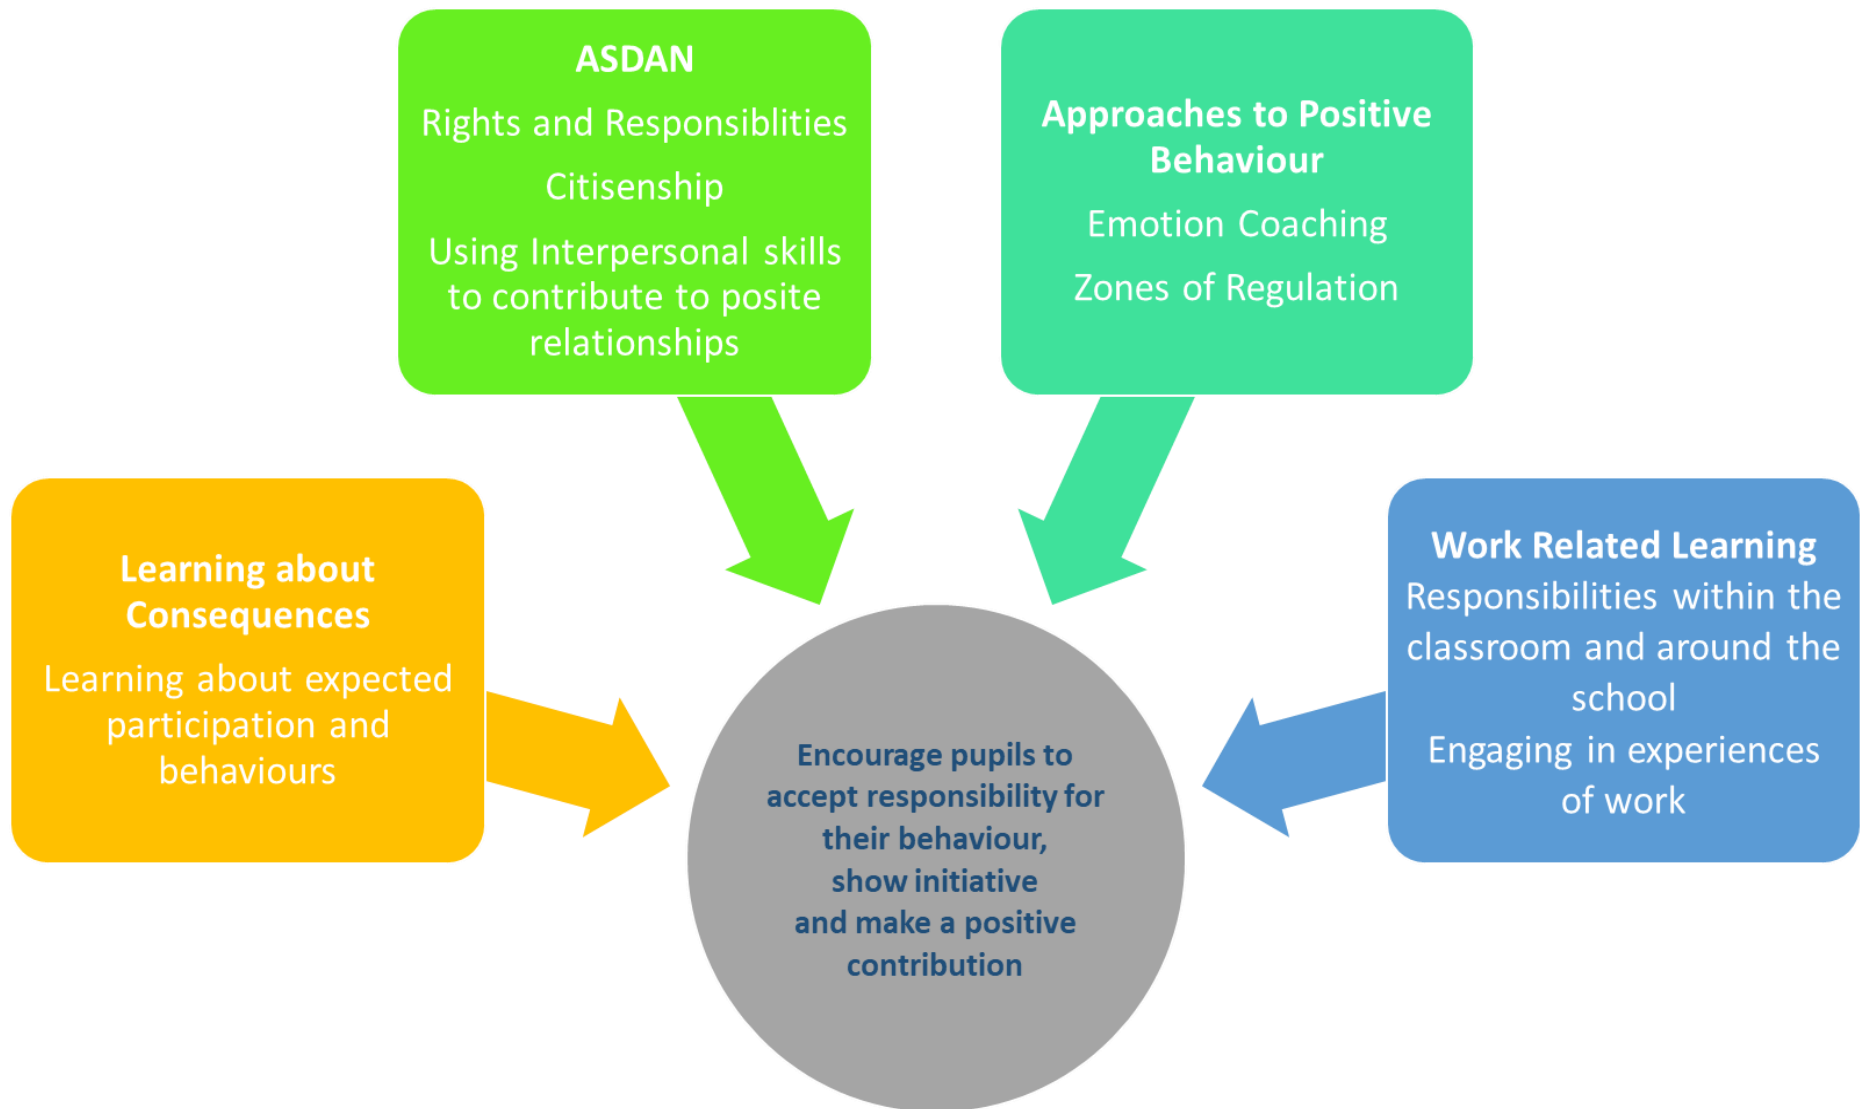 ASDAN
Rights and Responsiblities
Citisenship
Using Interpersonal skills
to contribute to posite
relationships
Approaches to Positive
Behaviour
Emotion Coaching
Zones of Regulation
Learning about
Consequences
Learning about expected
participation and
behaviours
Work Related Learning
Responsibilities within the
classroom and around the
school
Engaging in experiences
of work
Encourage pupils to
accept responsibility for
their behaviour,
show initiative
and make a positive
contribution